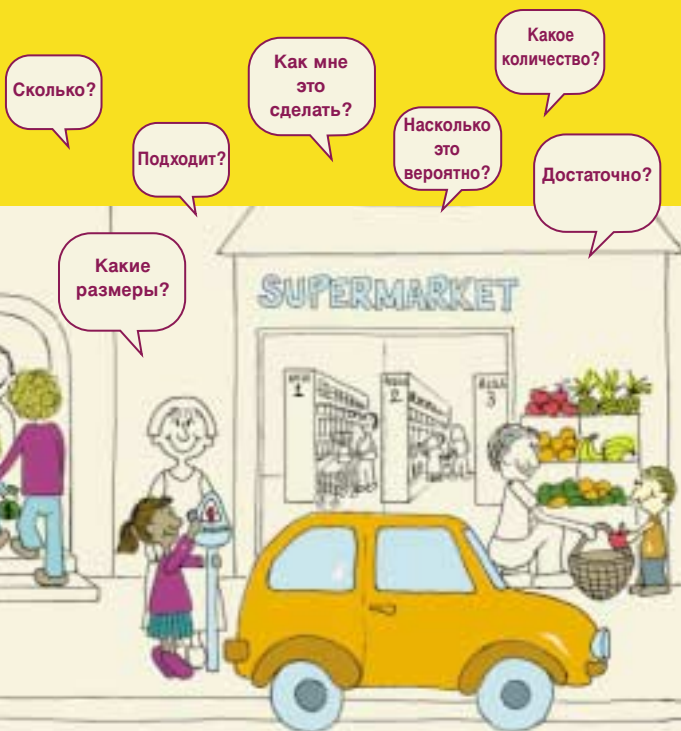 Какое
количество?
Как мне
это
сделать?
Сколько?
Насколько
это
вероятно?
Подходит?
Достаточно?
Какие
размеры?
SUPERMARKET
1
2
3